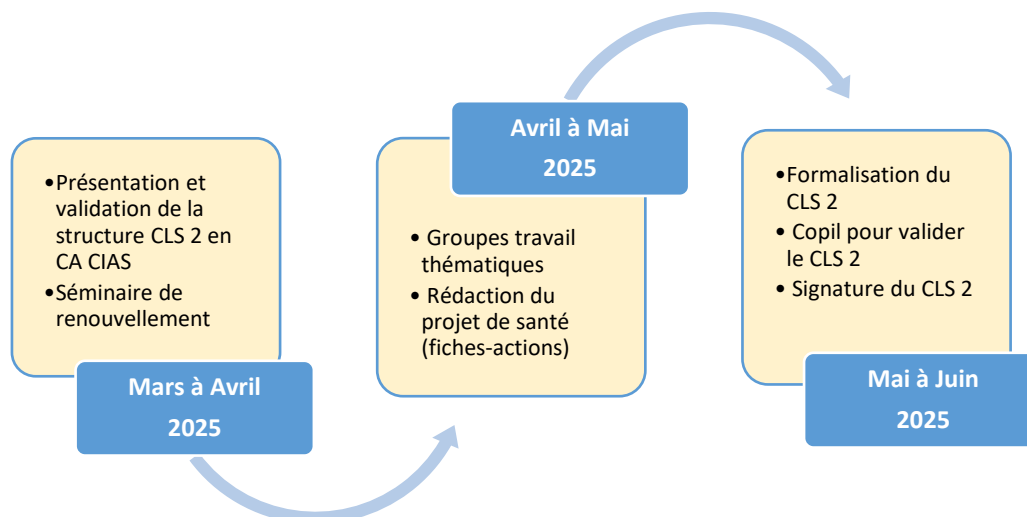 •Présentation et
validation de la
structure CLS 2 en
CA CIAS
•Séminaire de
renouvellement
Mars à Avril
2025
Avril à Mai
2025
• Groupes travail
thématiques
• Rédaction du
projet de santé
(fiches-actions)
•Formalisation du
CLS 2
• Copil pour valider
le CLS 2
• Signature du CLS 2
Mai à Juin
2025